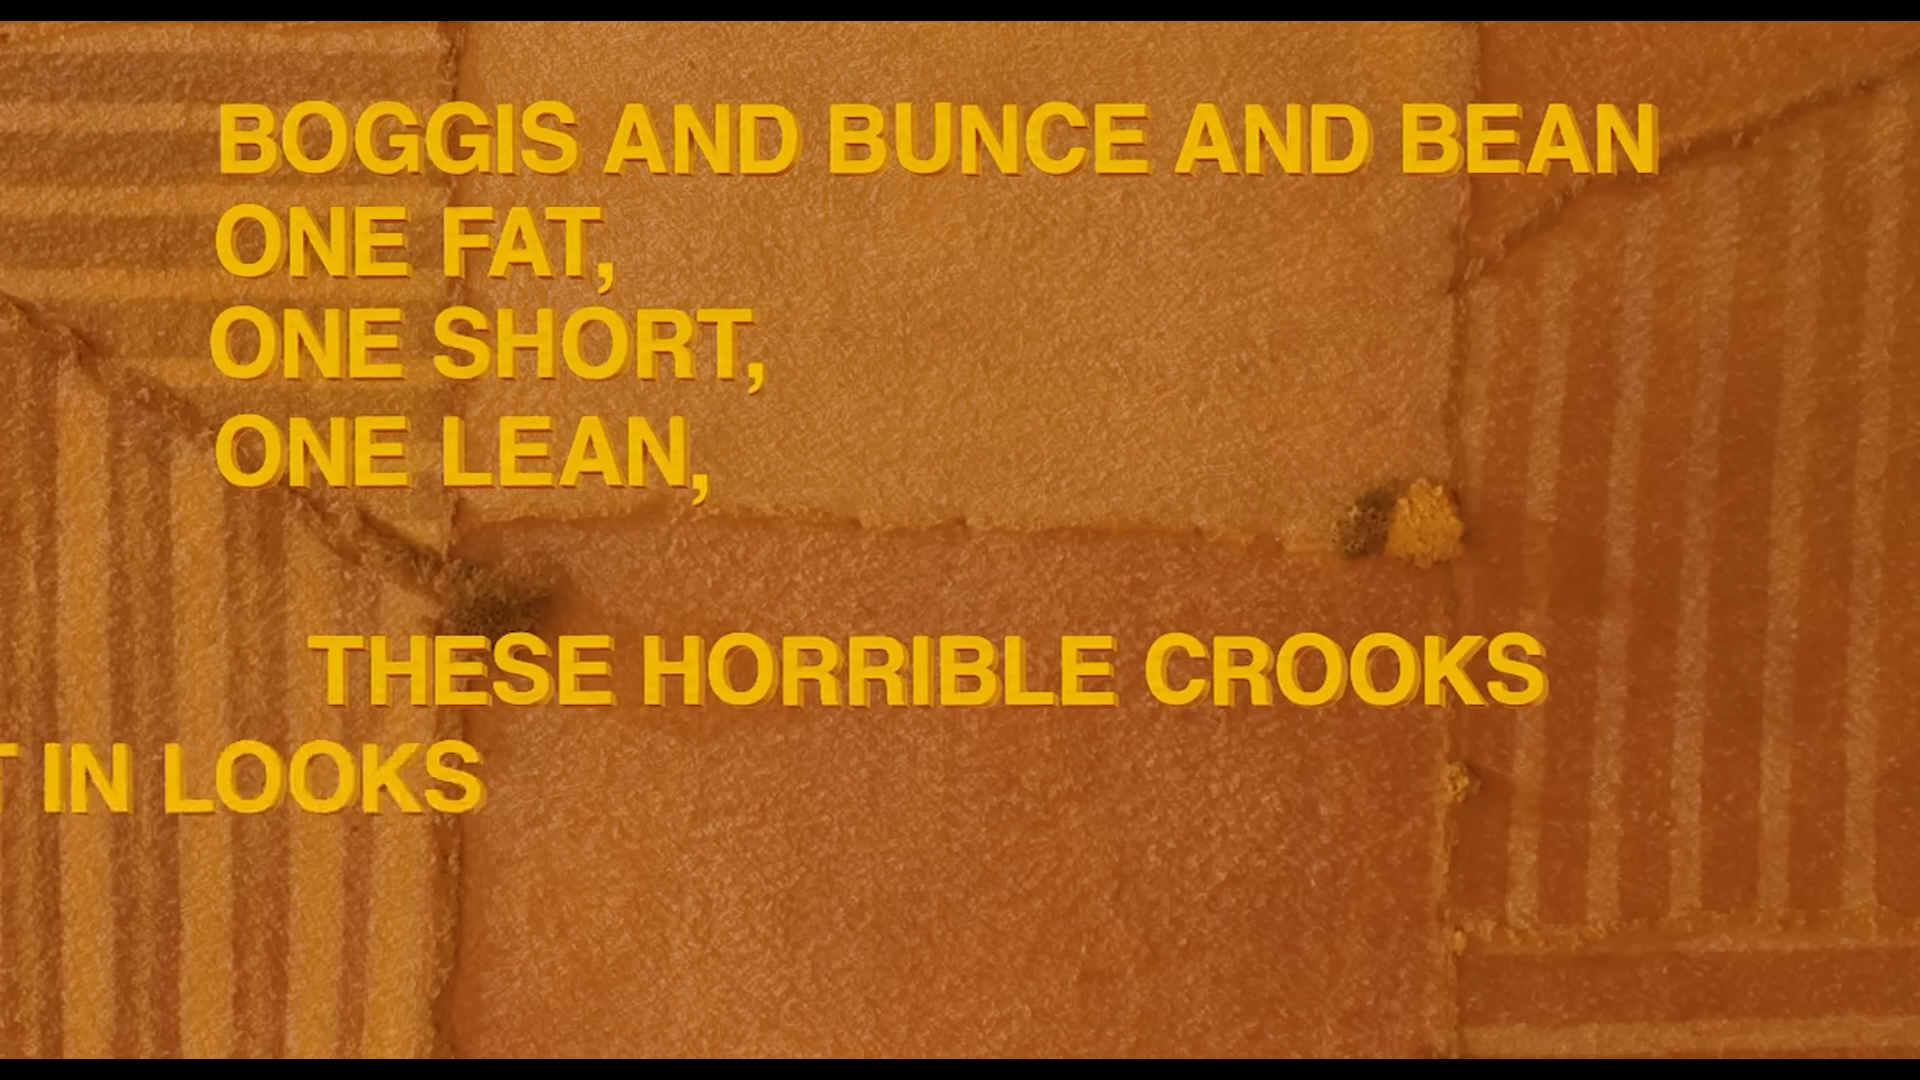 BOGGIS AND BUNCE AND BEAN
ONE FAT,
ONE SHORT,
ONE LEAN,
THESE HORRIBLE CROOKS
IN LOOKS